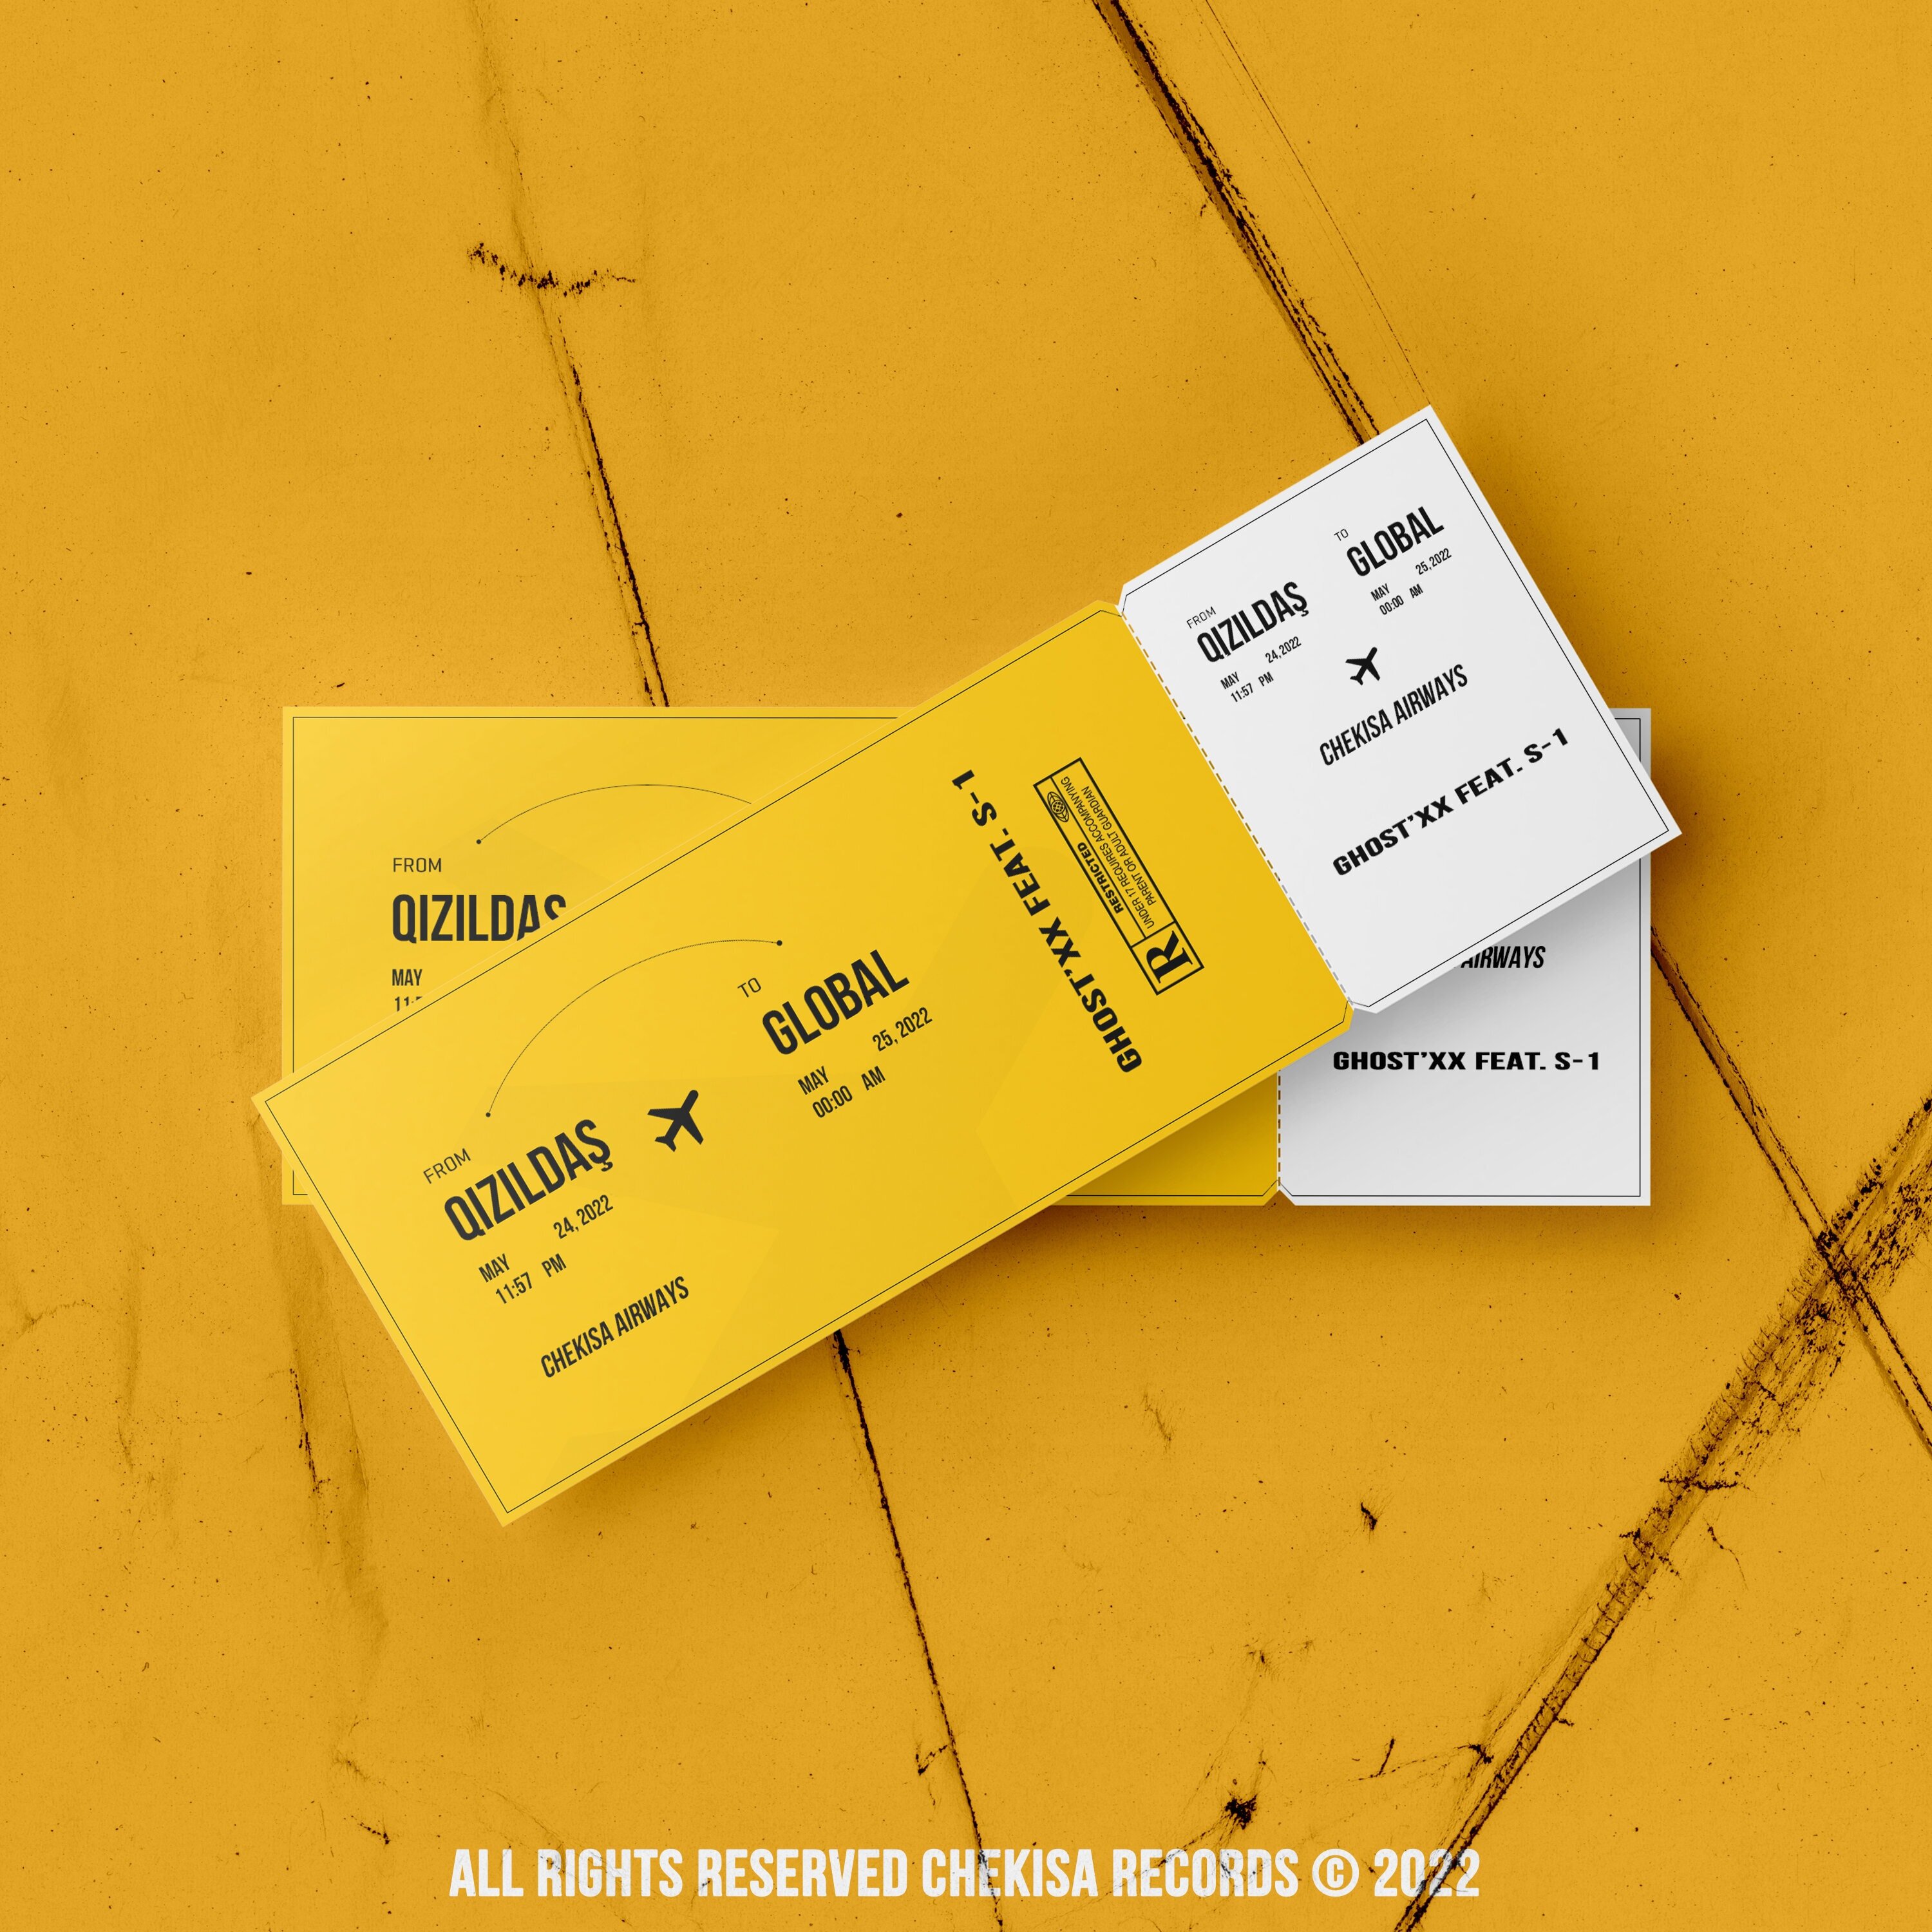 FROM
QIZILDAŞ
MAY 24,2022
11:57 PM
TO
GLOBAL
MAY 25,2022
00:00 AM
CHEKISA AIRWAYS
GHOST'XX FEAT. S-1
FROM
QIZILDAŞ
MAY
FROM
QIZILDAŞ
MAY 24, 2022
11:57 PM
TO
GLOBAL
MAY 25, 2022
00:00 AM
CHEKISA AIRWAYS
GHOST'XX FEAT. S-1
R
RESTRICTED
UNDER 17 REQUIRES ACCOMPANYING
PARENT OR ADULT GUARDIAN
AIRWAYS
GHOST'XX FEAT. S-1
ALL RIGHTS RESERVED CHEKISA RECORDS © 2022